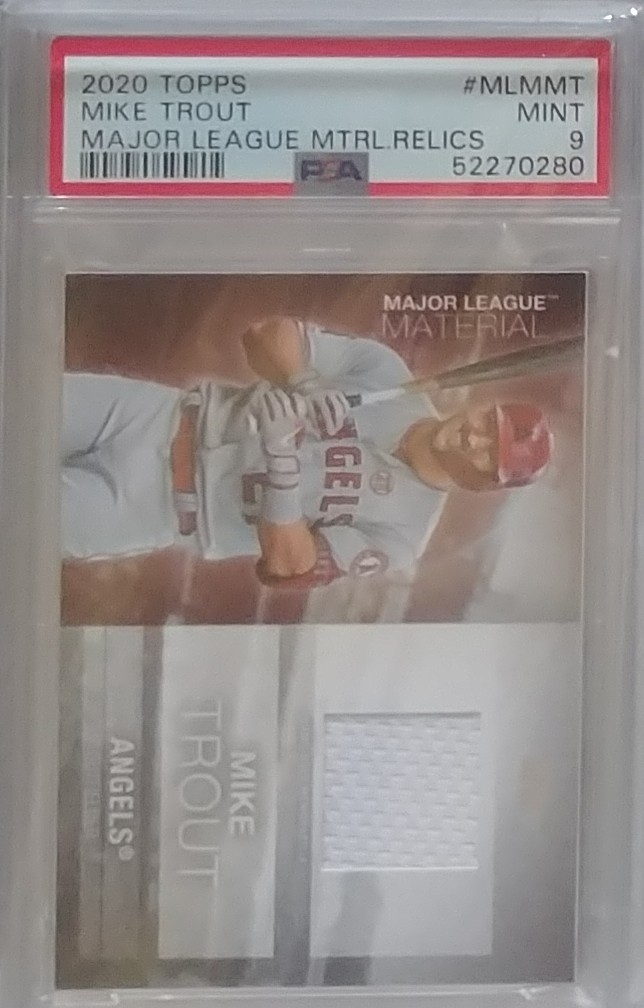 2020 TOPPS #MLMMT
MIKE TROUT MINT
MAJOR LEAGUE MTRL.RELICS 9
PSA 52270280
MAJOR LEAGUE™
MATERIAL
ANGELS
MIKE
TROUT
ANGELS®